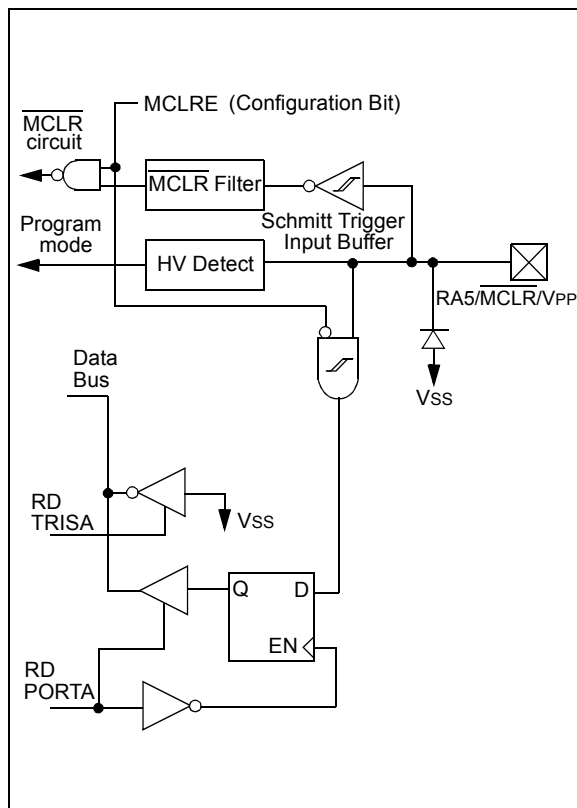 MCLRE (Configuration Bit)
MCLR
circuit
MCLR Filter
Schmitt Trigger
Input Buffer
Program
mode
HV Detect
RA5/MCLR/VPP
VSS
Data
Bus
RD
TRISA
VSS
Q
D
EN
RD
PORTA